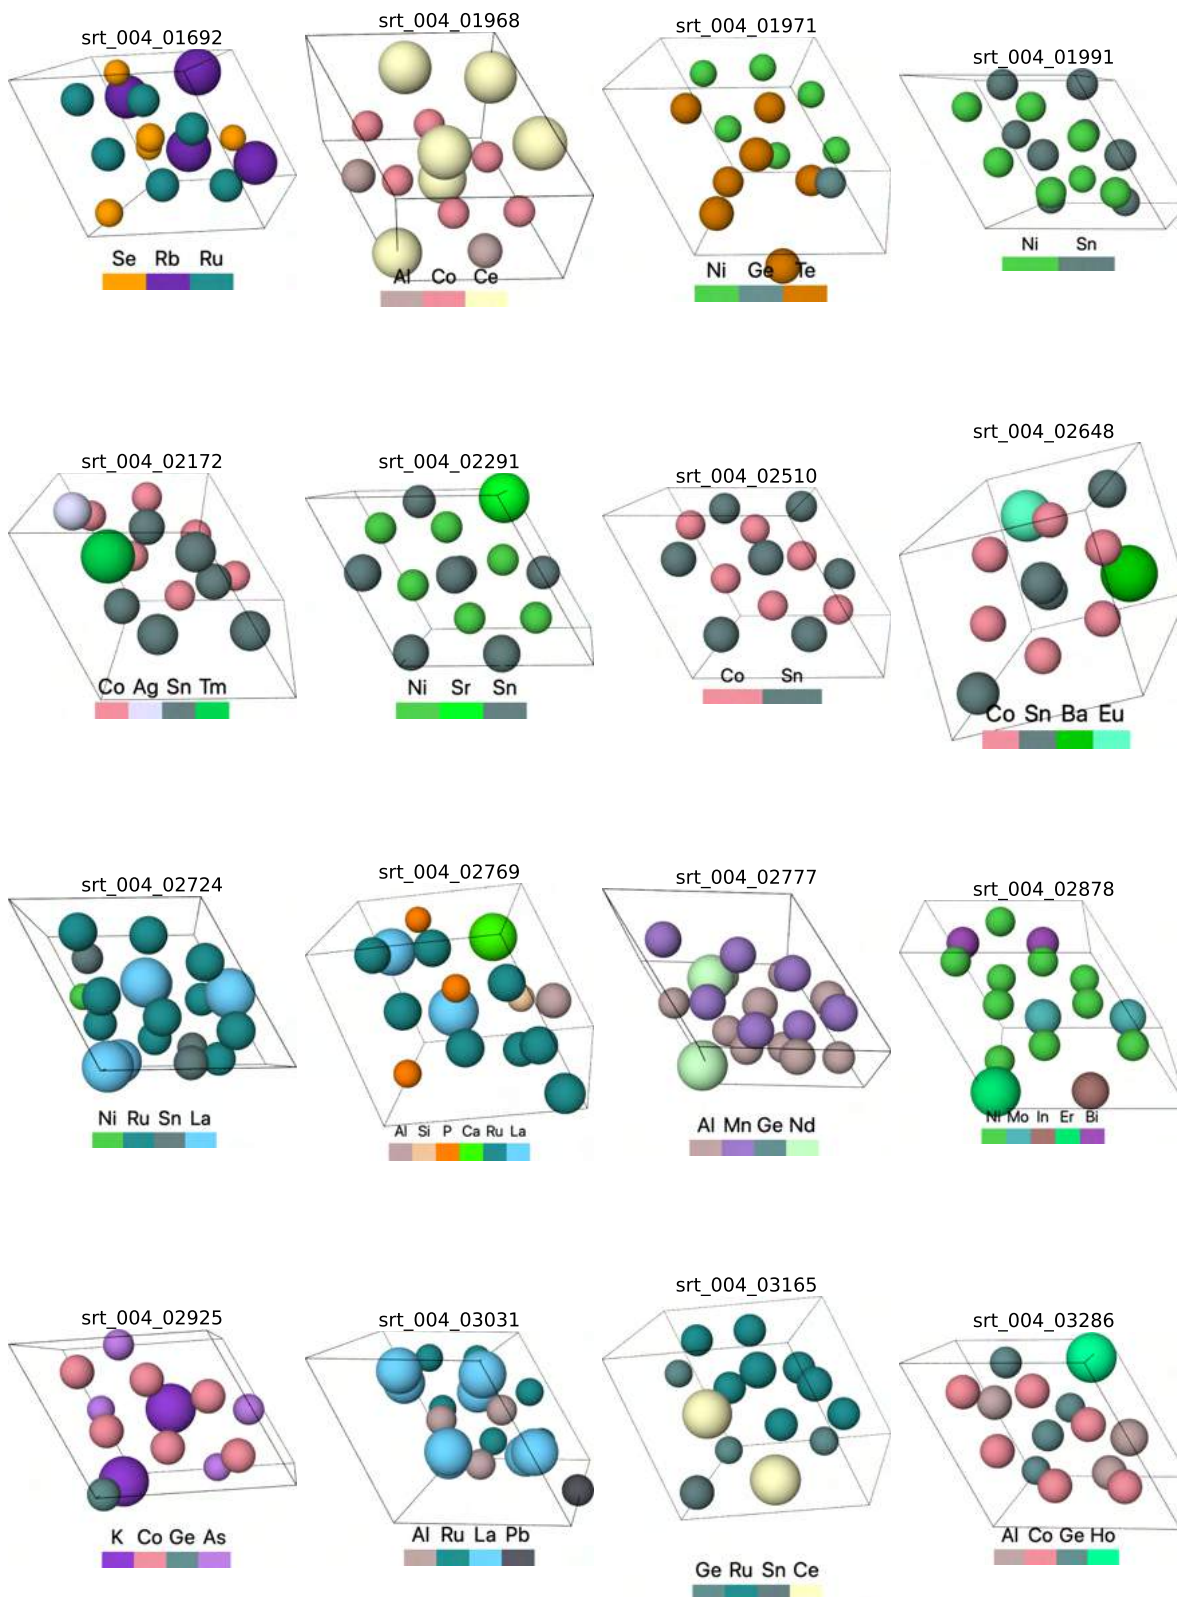 srt_004_01692
srt_004_01968
srt_004_01971
srt_004_01991
Se Rb Ru
Al Co Ce
Ni Ge Te
Ni Sn
srt_004_02172
srt_004_02291
srt_004_02510
srt_004_02648
Co Ag Sn Tm
Ni Sr Sn
Co Sn
Co Sn Ba Eu
srt_004_02724
srt_004_02769
srt_004_02777
srt_004_02878
Ni Ru Sn La
Al Si P Ca Ru La
Al Mn Ge Nd
Ni Mo In Er Bi
srt_004_02925
srt_004_03031
srt_004_03165
srt_004_03286
K Co Ge As
Al Ru La Pb
Ge Ru Sn Ce
Al Co Ge Ho